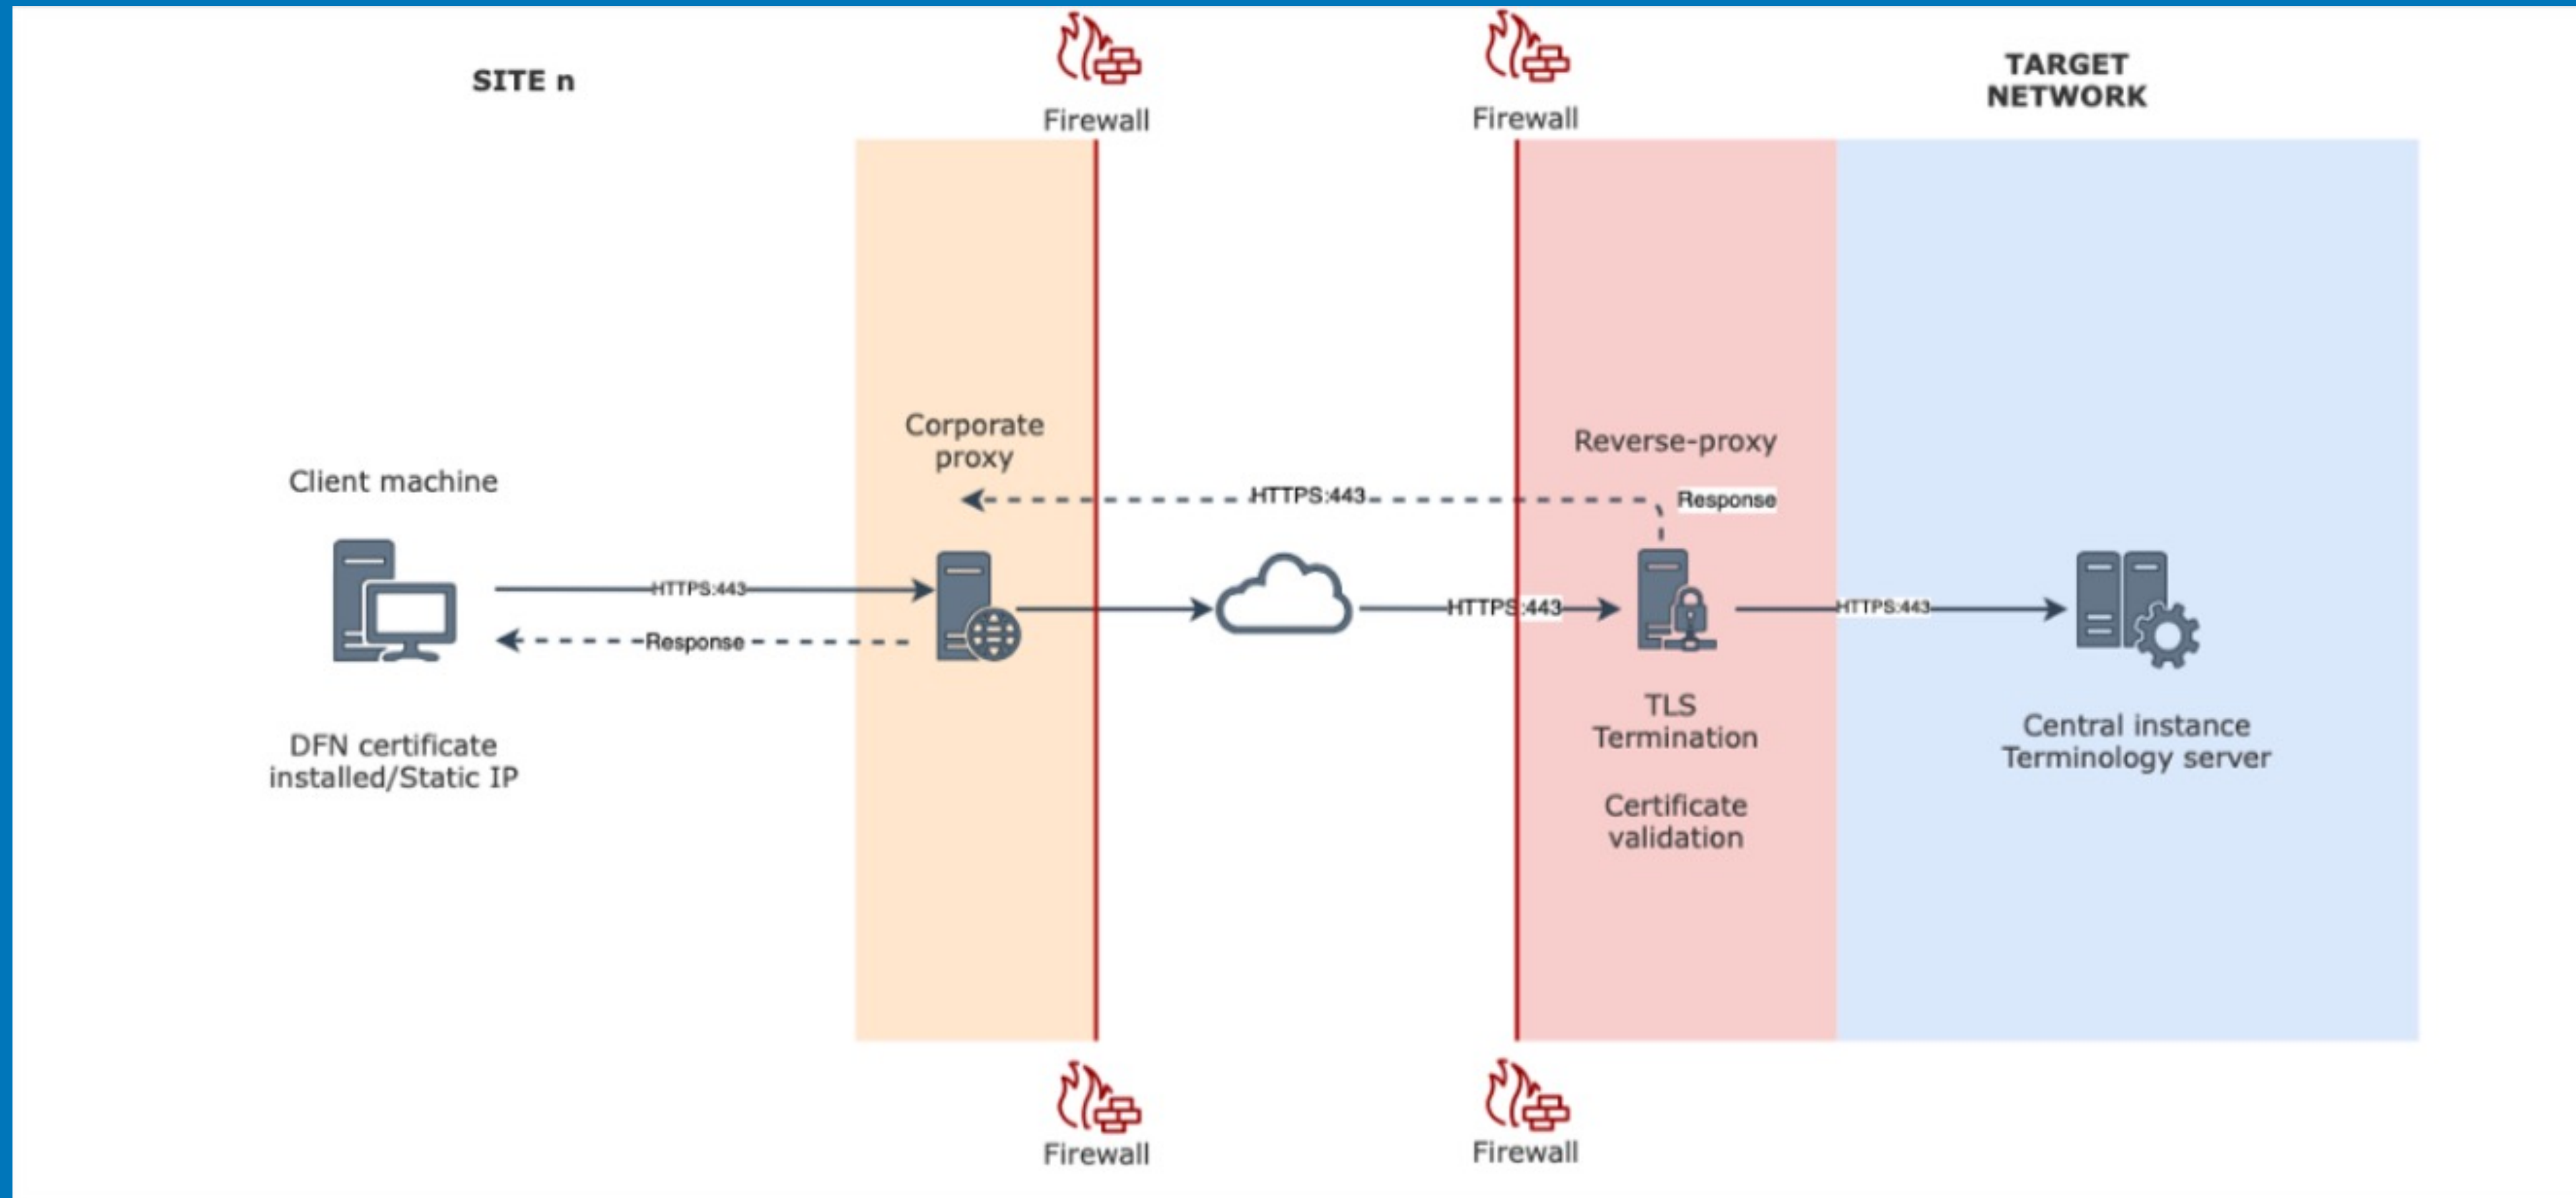 SITE n
Firewall
Firewall
TARGET
NETWORK
Corporate
proxy
Reverse-proxy
Client machine
HTTPS:443
Response
HTTPS:443
HTTPS:443
HTTPS:443
Response
TLS
Termination
DFN certificate
installed/Static IP
Central instance
Terminology server
Certificate
validation
Firewall
Firewall